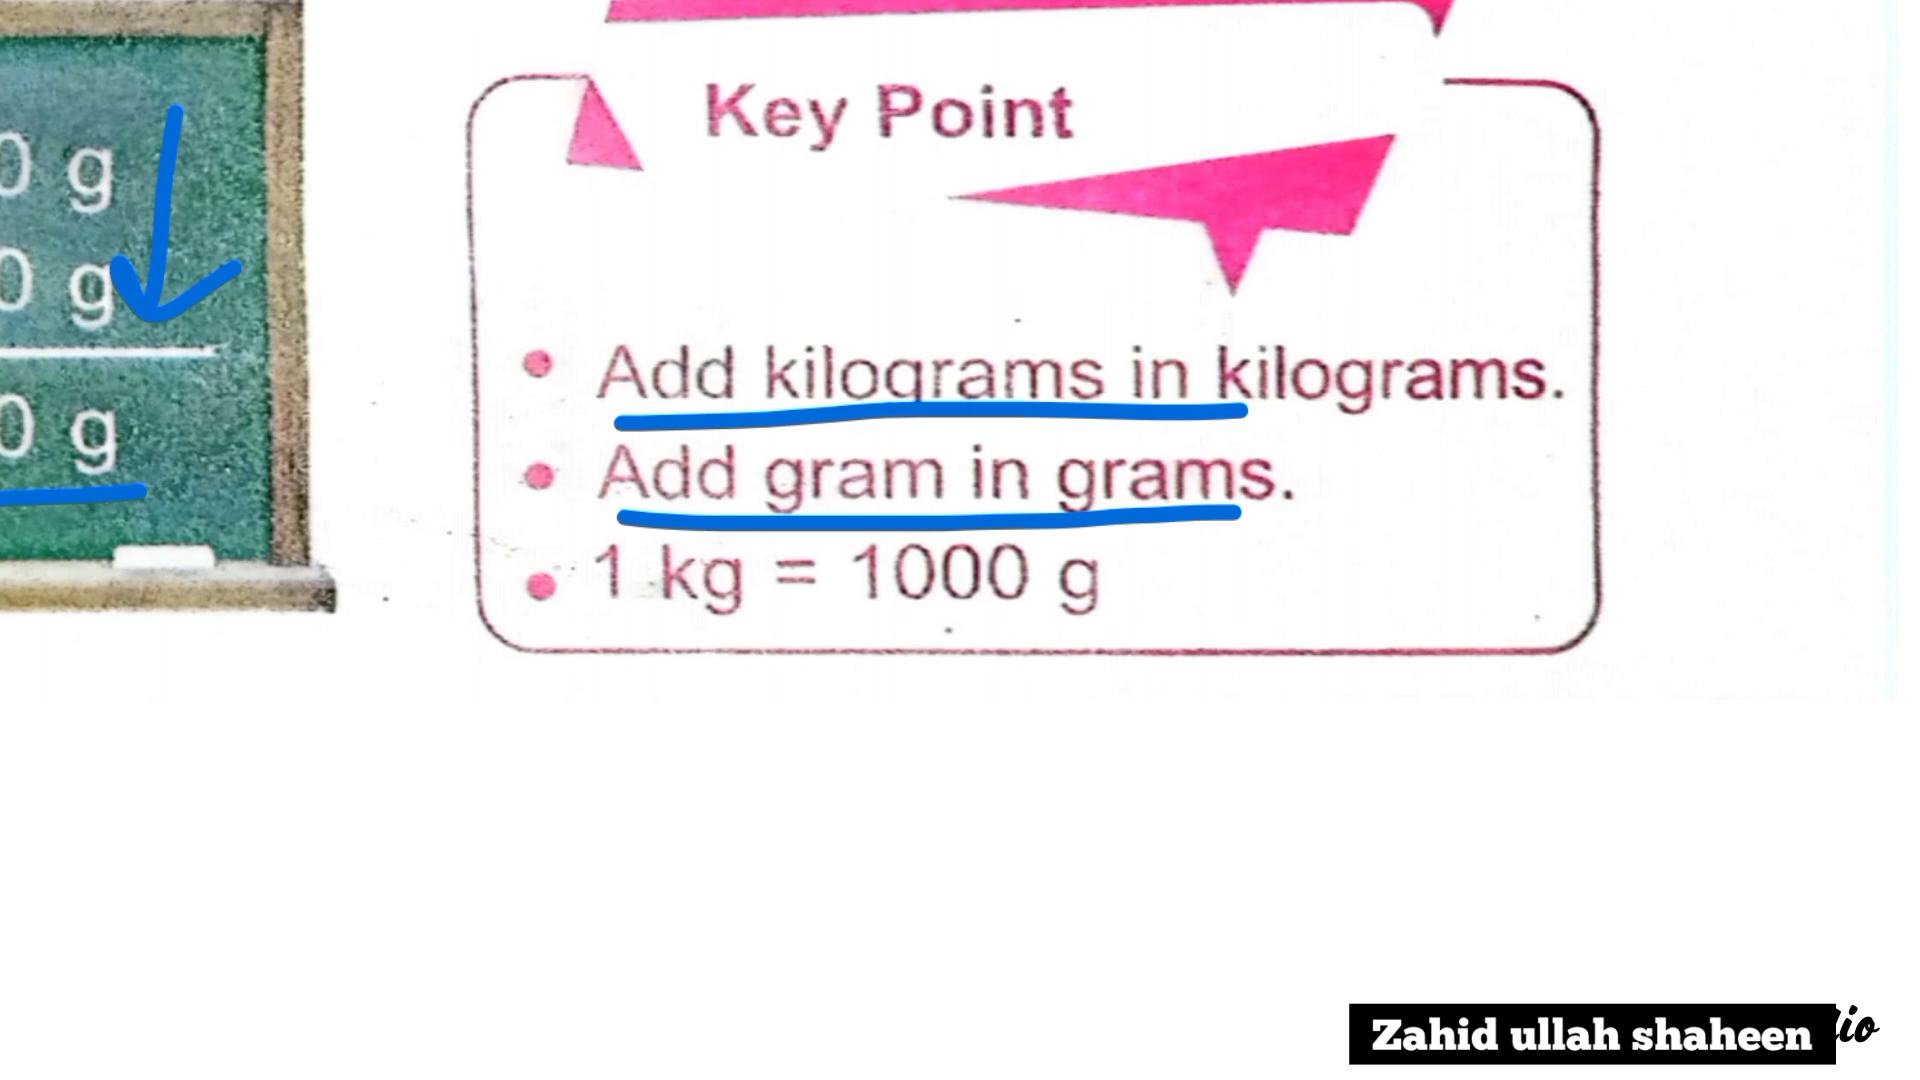 0 g
0 g
0 g
Key Point
• Add kilograms in kilograms.
• Add gram in grams.
• 1 kg = 1000 g
Zahid ullah shaheen